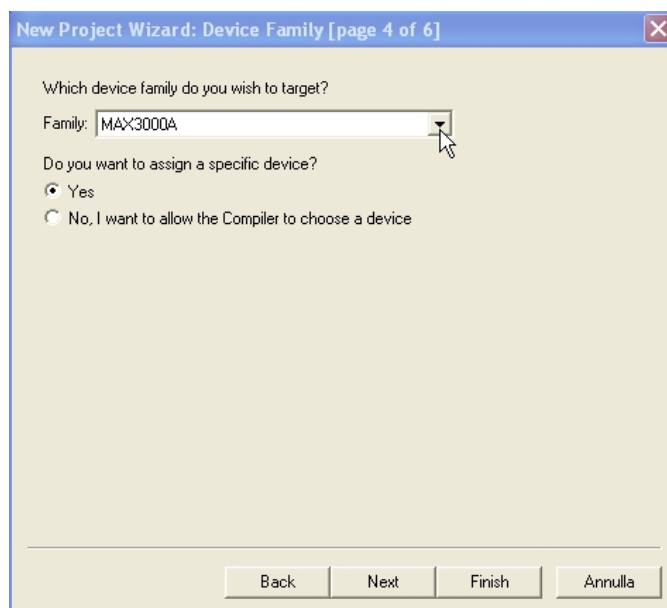 New Project Wizard: Device Family [page 4 of 6]
Which device family do you wish to target?
Family: MAX3000A
Do you want to assign a specific device?
Yes
No, I want to allow the Compiler to choose a device
Back Next Finish Annulla